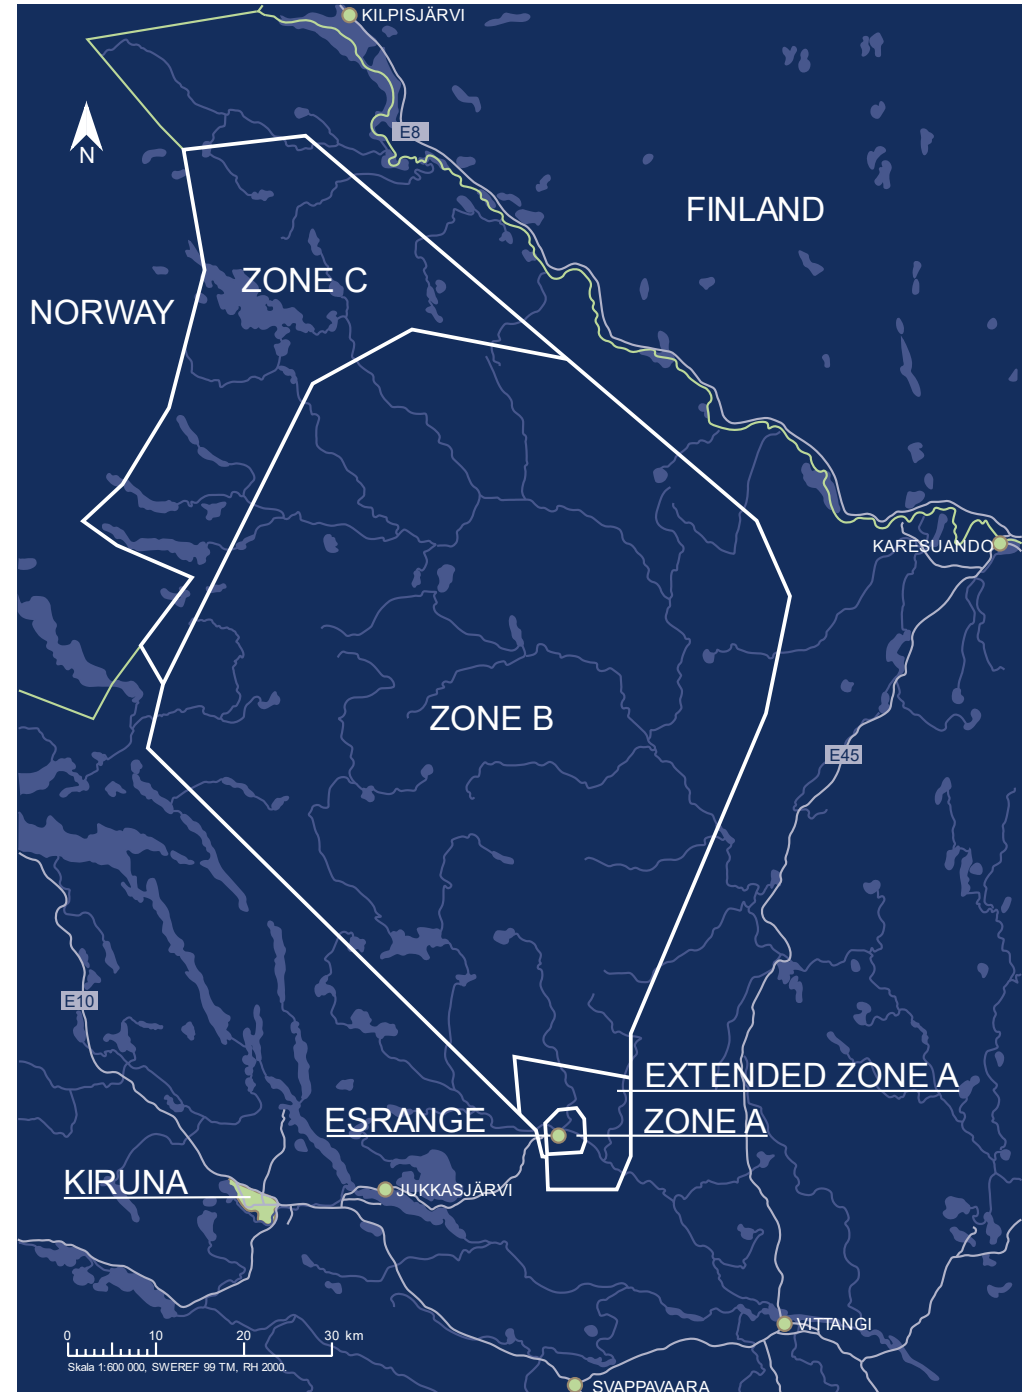 KILPISJÄRVI
E8
N
FINLAND
ZONE C
NORWAY
KARESUANDO
ZONE B
E45
E10
EXTENDED ZONE A
ESRANGE
ZONE A
KIRUNA
JUKKASJÄRVI
VITTANGI
0 10 20 30 km
Skala 1:600 000, SWEREF 99 TM, RH 2000.
SVAPPAVAARA